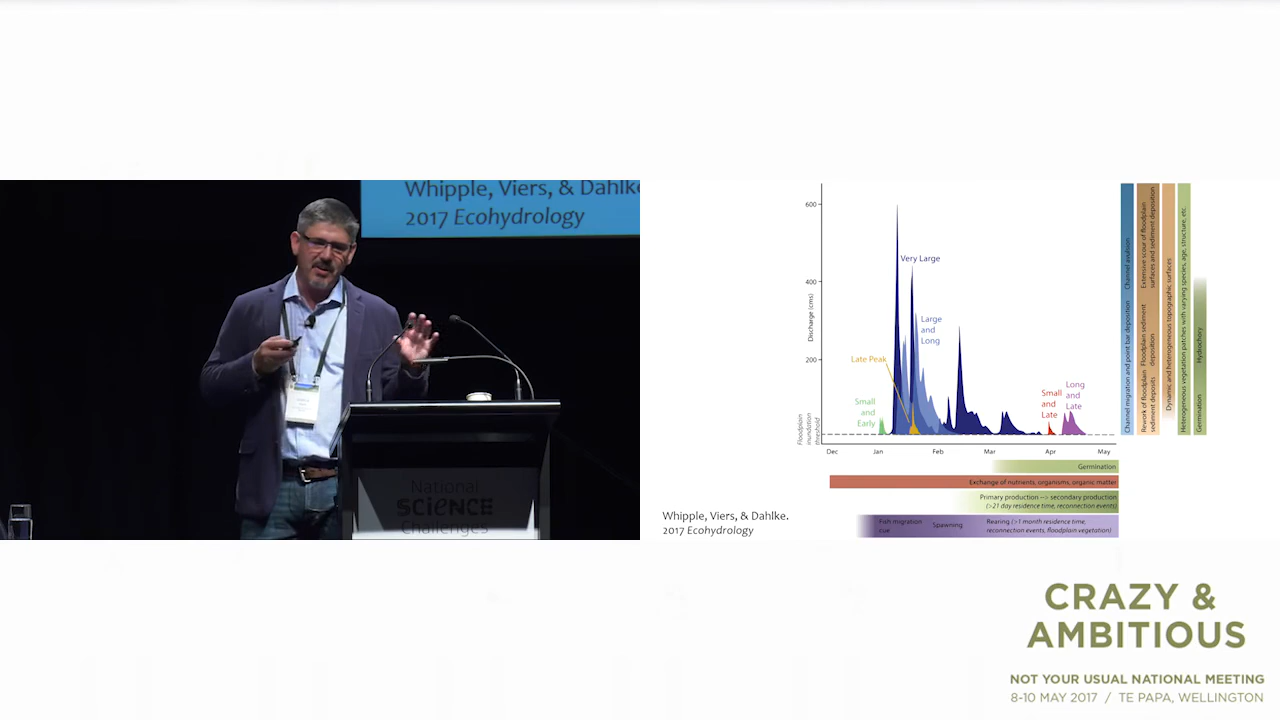 Whipple, Viers, & Dahlke
2017 Ecohydrology
National
SCIENCE
Challenges
600
400
200
Discharge (cms)
Floodplain
inundation
threshold
Very Large
Large
and
Long
Late Peak
Small
and
Early
Small
and
Late
Long
and
Late
Dec
Jan
Feb
Mar
Apr
May
Channel migration and point bar deposition
Channel avulsion
Rework of floodplain
sediment deposits
Floodplain sediment
deposition
Extensive scour of floodplain
surfaces and sediment deposition
Dynamic and heterogeneous topographic surfaces
Heterogeneous vegetation patches with varying species, age, structure, etc.
Germination
Hydrochory
Germination
Exchange of nutrients, organisms, organic matter
Primary production --> secondary production
(>21 day residence time, reconnection events)
Fish migration
cue
Spawning
Rearing (>1 month residence time,
reconnection events, floodplain vegetation)
Whipple, Viers, & Dahlke.
2017 Ecohydrology
CRAZY &
AMBITIOUS
NOT YOUR USUAL NATIONAL MEETING
8-10 MAY 2017 / TE PAPA, WELLINGTON